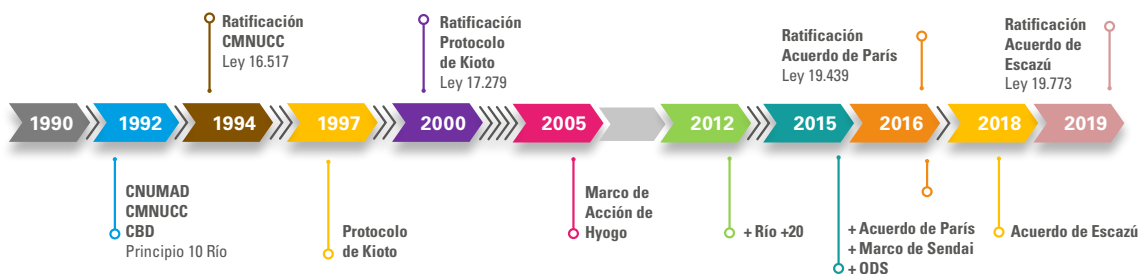 Ratificación
CMNUCC
Ley 16.517
Ratificación
Protocolo
de Kioto
Ley 17.279
Ratificación
Acuerdo de París
Ley 19.439
Ratificación
Acuerdo de
Escazú
Ley 19.773
1990 1992 1994 1997 2000 2005 2012 2015 2016 2018 2019
CNUMAD
CMNUCC
CBD
Principio 10 Río
Protocolo
de Kioto
Marco de
Acción de
Hyogo
+ Río +20
+ Acuerdo de París
+ Marco de Sendai
+ ODS
Acuerdo de Escazú